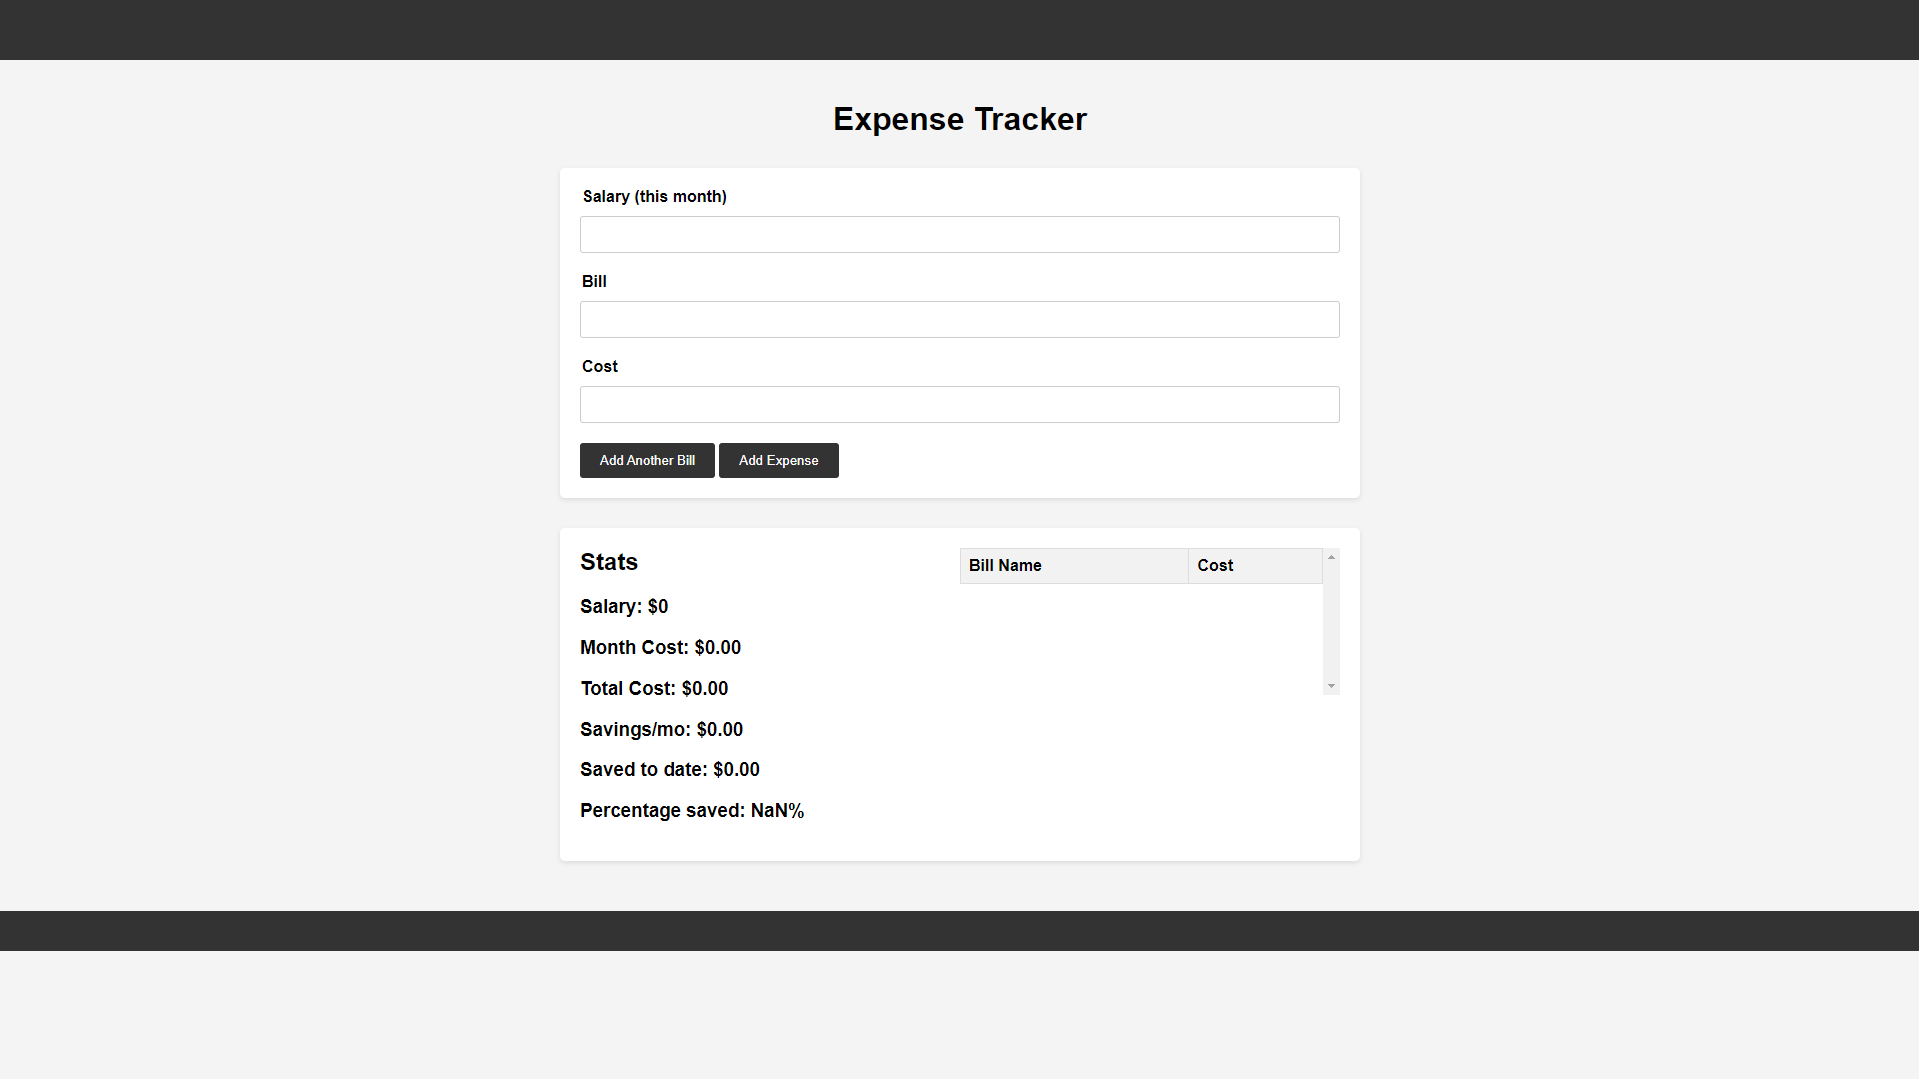 Expense Tracker
Salary (this month)
Bill
Cost
Add Another Bill Add Expense
Stats
Bill Name Cost
Salary: $0
Month Cost: $0.00
Total Cost: $0.00
Savings/mo: $0.00
Saved to date: $0.00
Percentage saved: NaN%